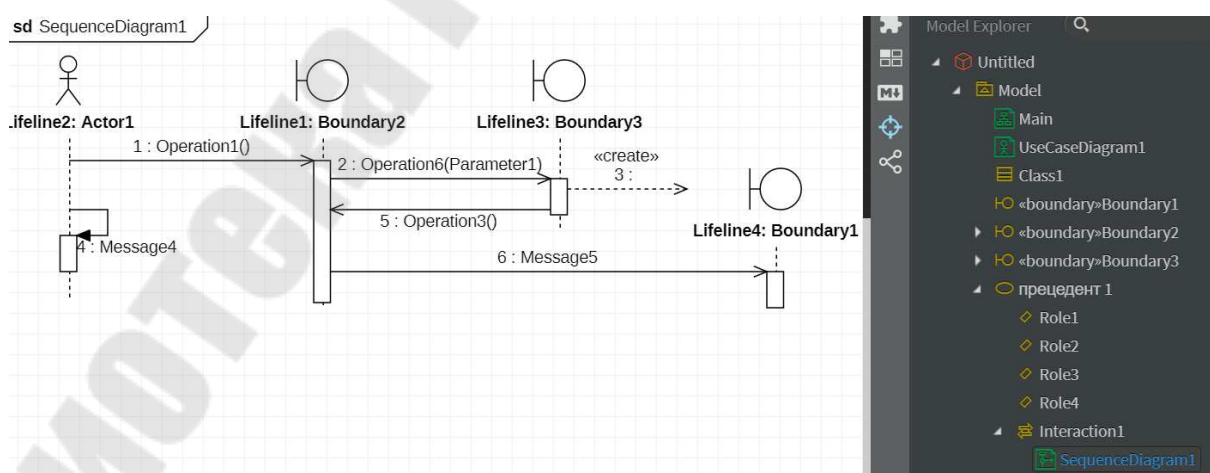 sd SequenceDiagram1
Lifeline2: Actor1
Lifeline1: Boundary2
Lifeline3: Boundary3
1 : Operation1()
2 : Operation6(Parameter1)
«create»
3 :
5 : Operation3()
Lifeline4: Boundary1
4 : Message4
6 : Message5
Model Explorer
Untitled
Model
Main
UseCaseDiagram1
Class1
«boundary»Boundary1
«boundary»Boundary2
«boundary»Boundary3
прецедент 1
Role1
Role2
Role3
Role4
Interaction1
SequenceDiagram1